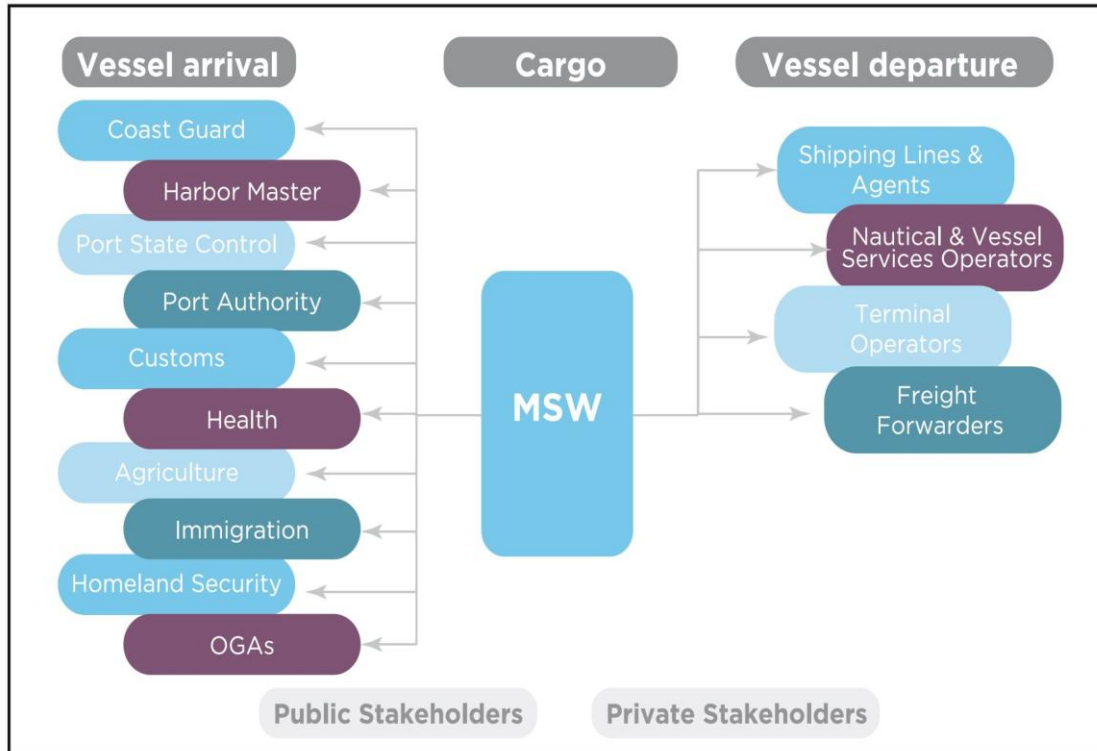 Vessel arrival
Cargo
Vessel departure
Coast Guard
Harbor Master
Port State Control
Port Authority
Customs
Health
Agriculture
Immigration
Homeland Security
OGAs
MSW
Shipping Lines &
Agents
Nautical & Vessel
Services Operators
Terminal
Operators
Freight
Forwarders
Public Stakeholders
Private Stakeholders